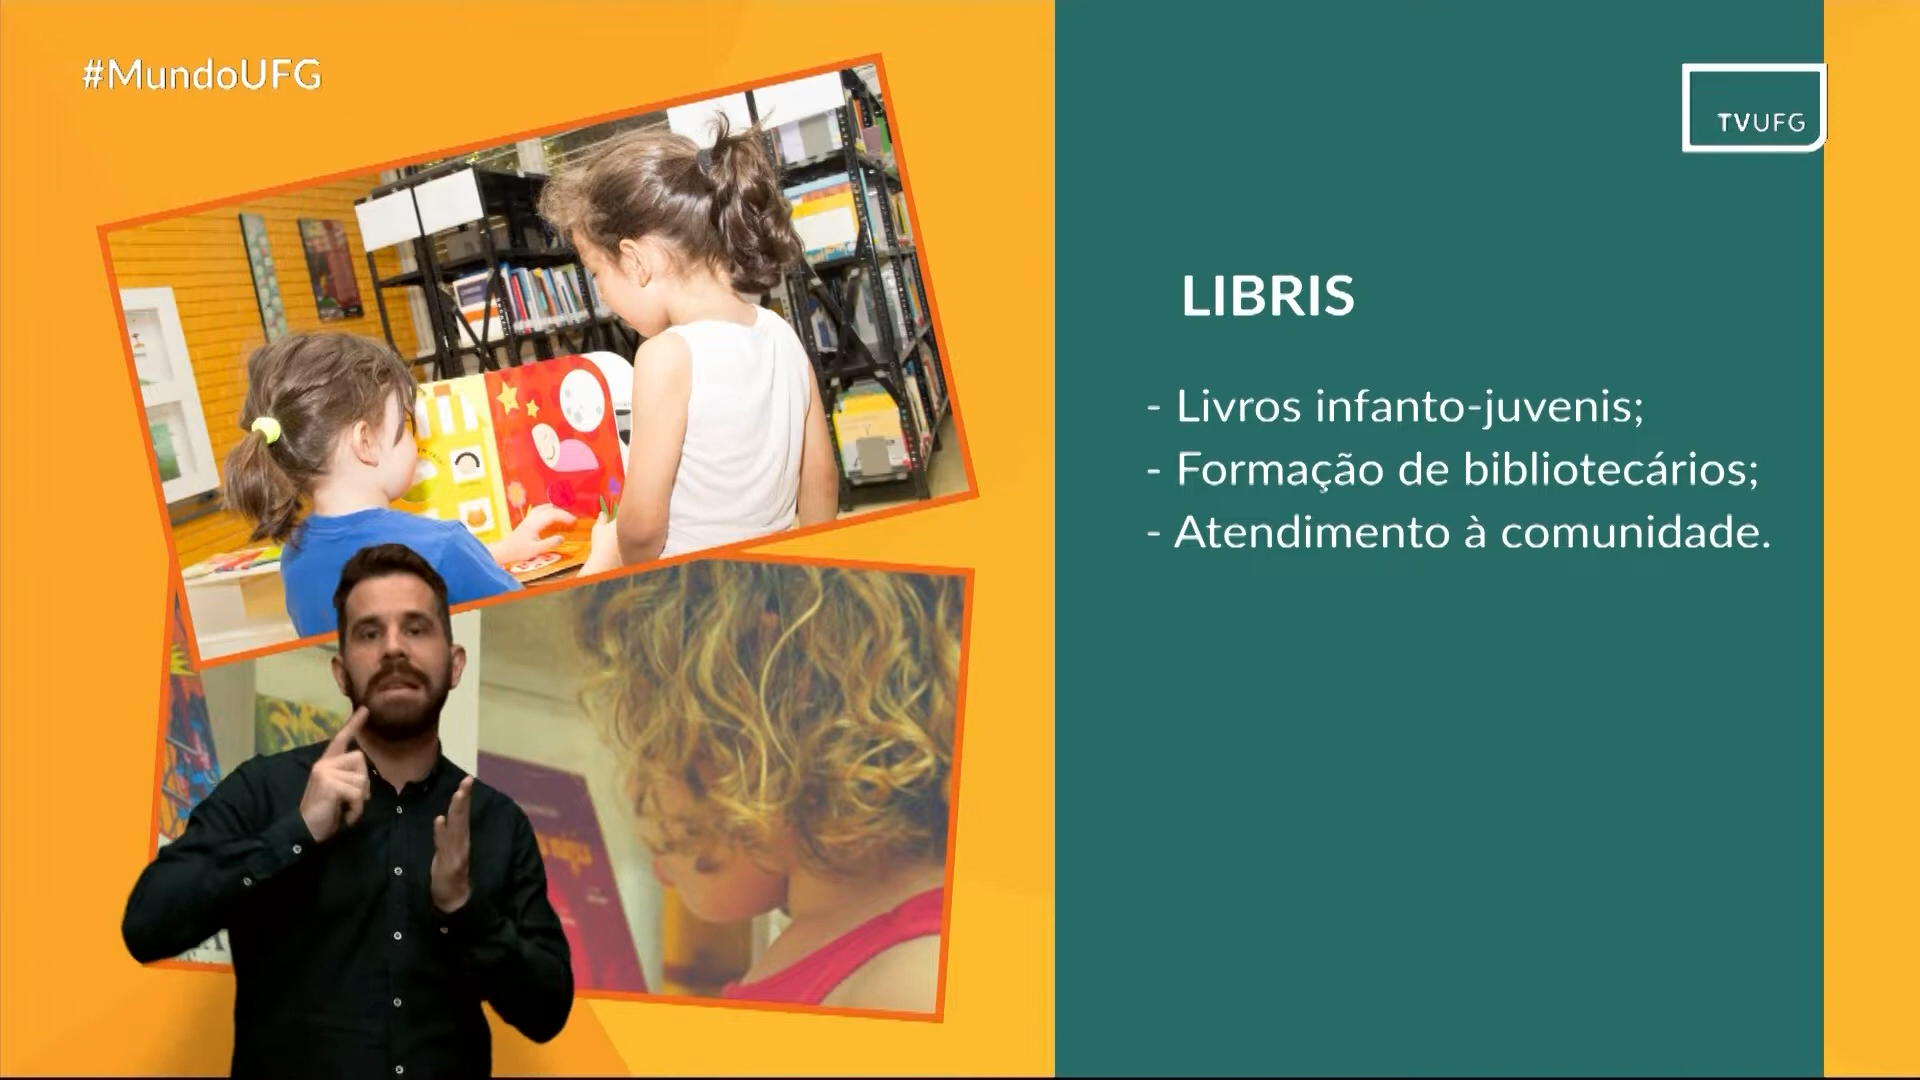 #MundoUFG
TVUFG
LIBRIS
- Livros infanto-juvenis;
- Formação de bibliotecários;
- Atendimento à comunidade.